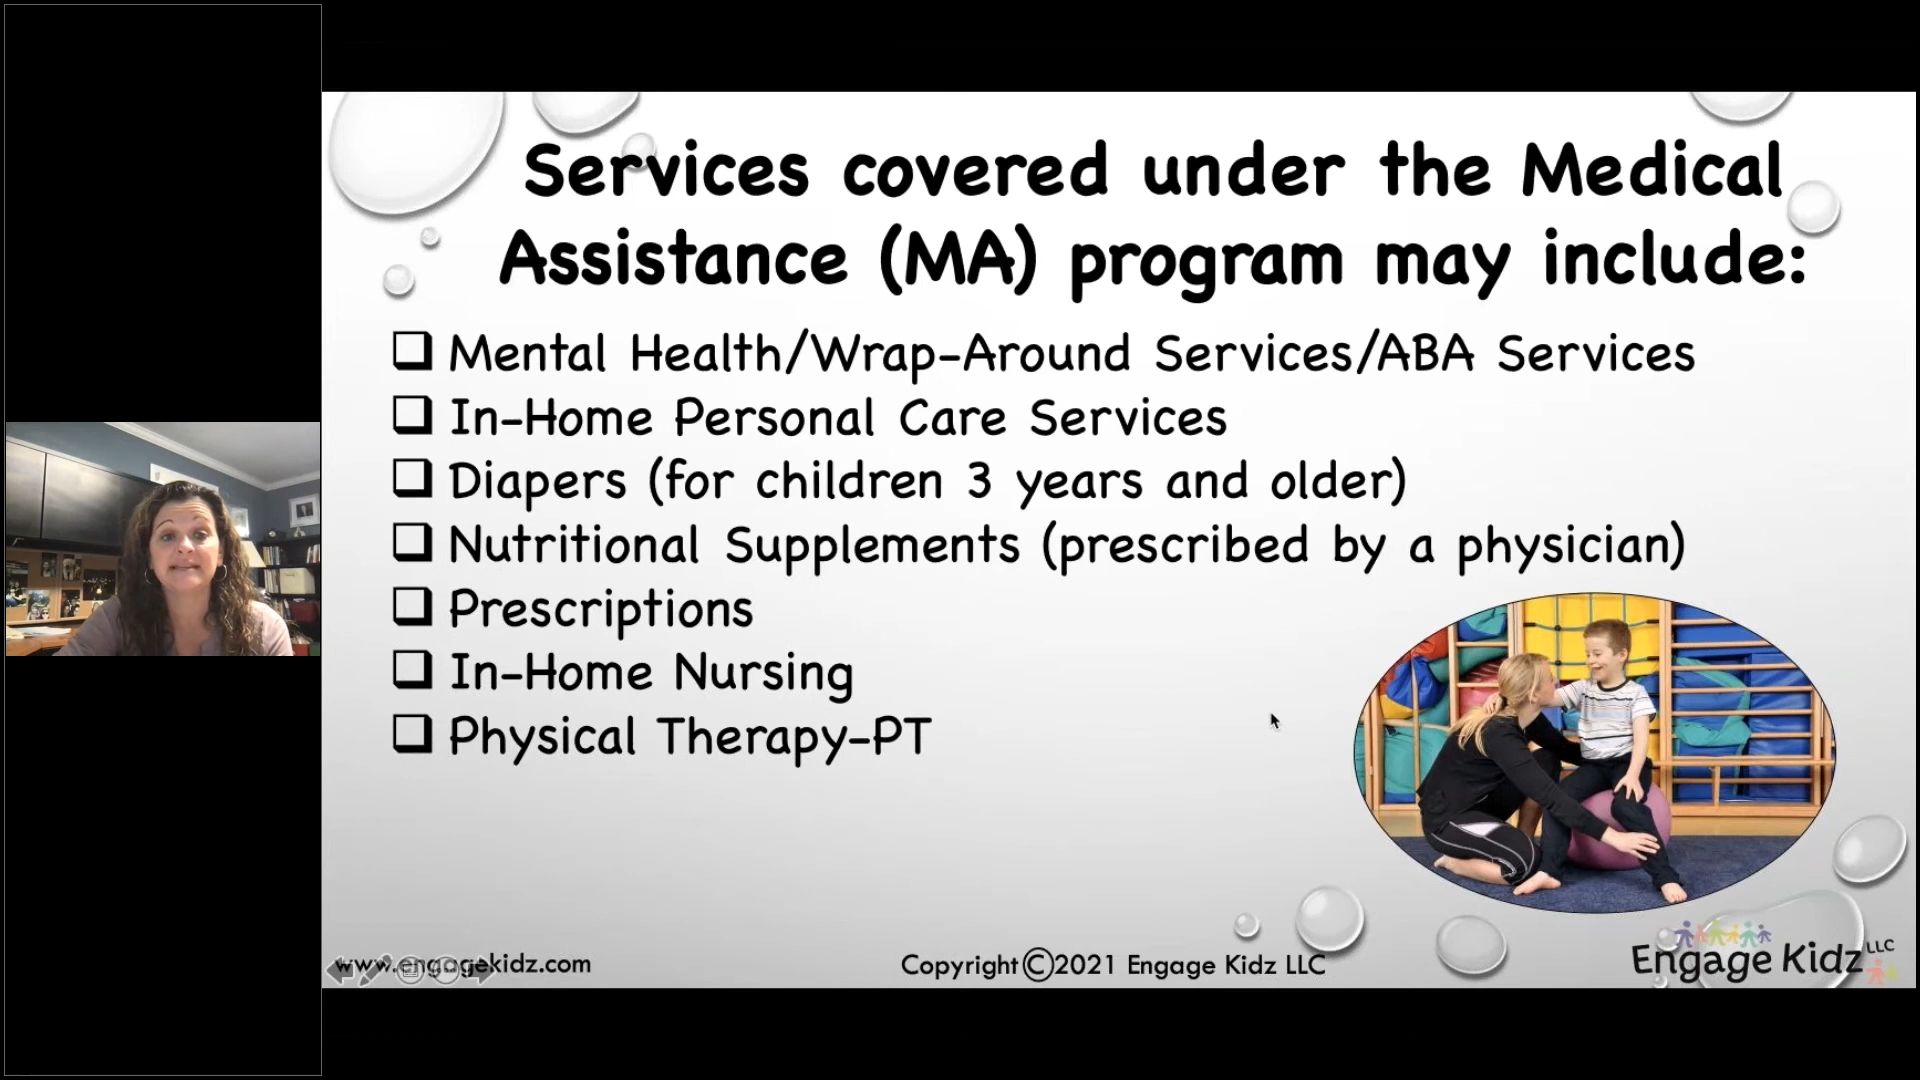 Services covered under the Medical
Assistance (MA) program may include:
Mental Health/Wrap-Around Services/ABA Services
In-Home Personal Care Services
Diapers (for children 3 years and older)
Nutritional Supplements (prescribed by a physician)
Prescriptions
In-Home Nursing
Physical Therapy-PT
www.engagekidz.com
Copyright©2021 Engage Kidz LLC
Engage Kidz LLC